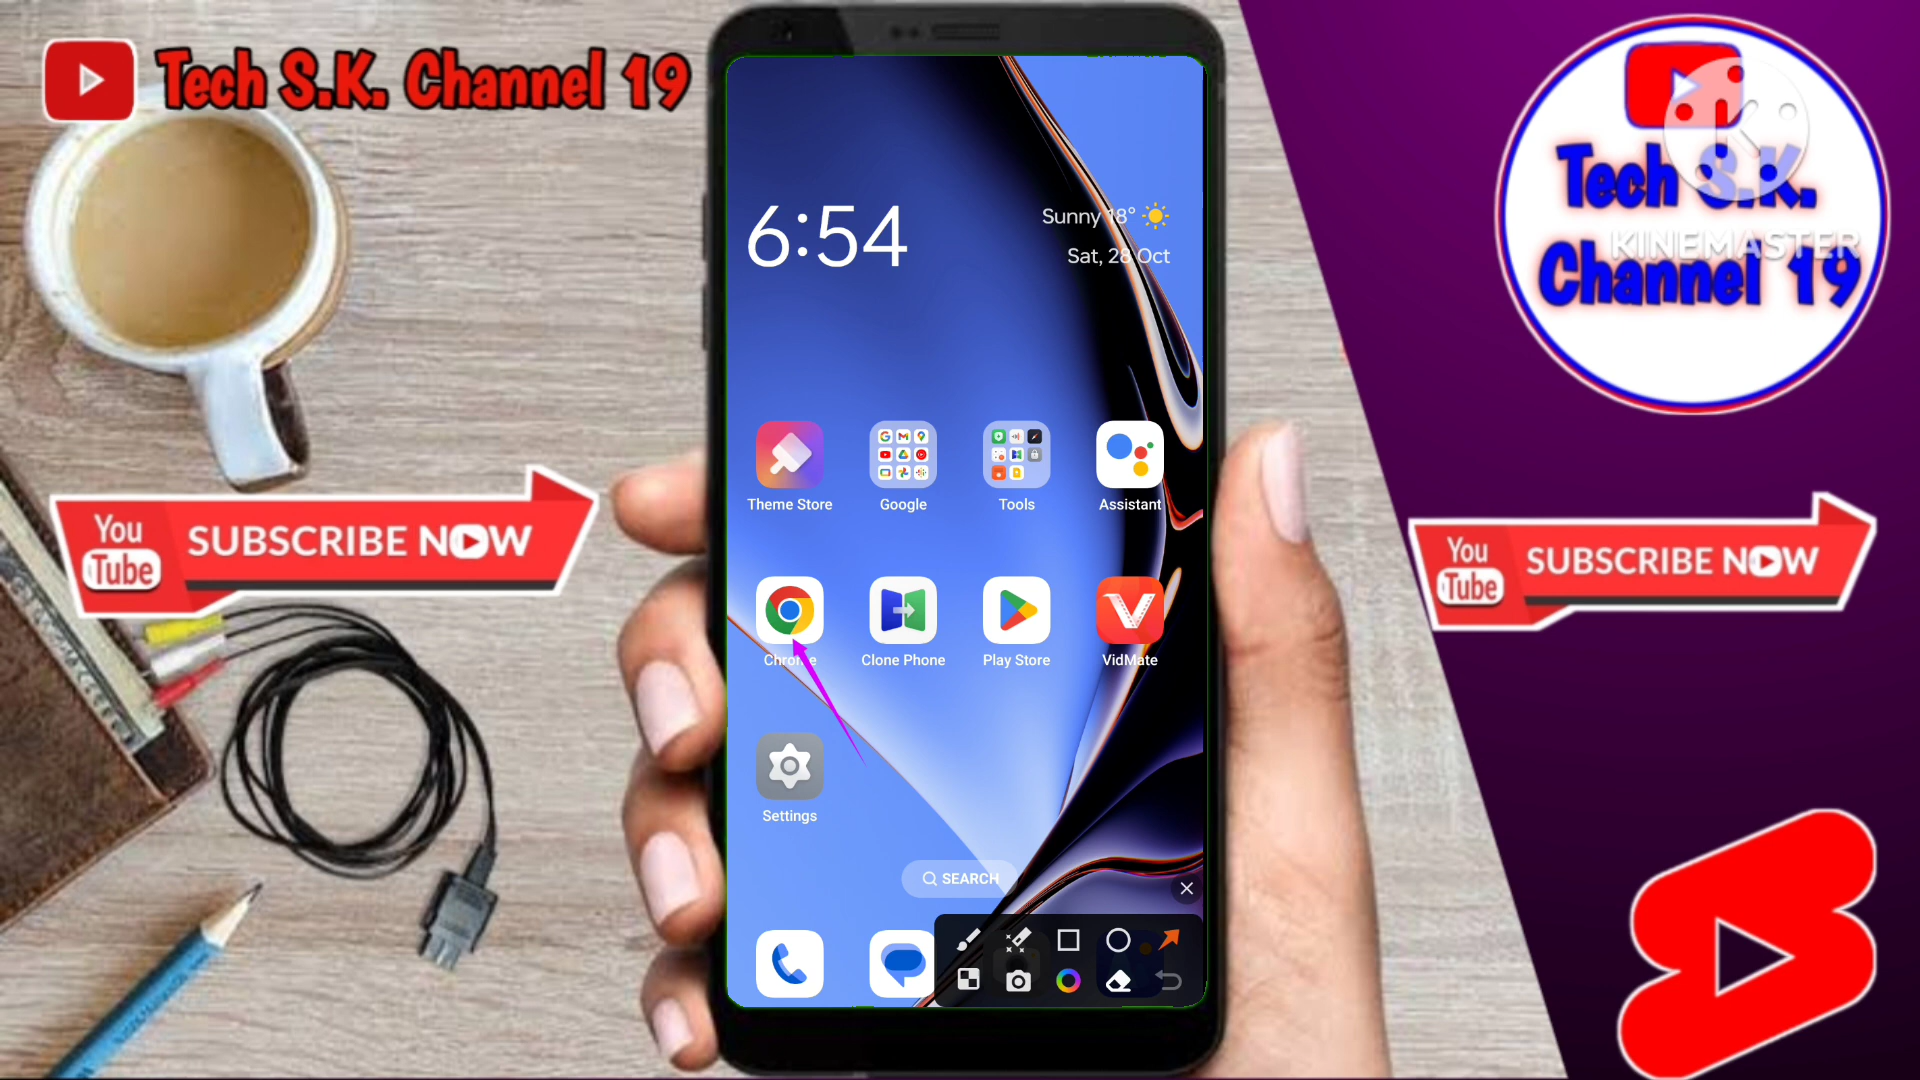 Tech S.K. Channel 19
Tech S.K.
Channel 19
KINEMASTER
6:54
Sunny 18°
Sat, 28 Oct
Theme Store
Google
Tools
Assistant
You
Tube
SUBSCRIBE NOW
You
Tube
SUBSCRIBE NOW
Chrome
Clone Phone
Play Store
VidMate
Settings
SEARCH